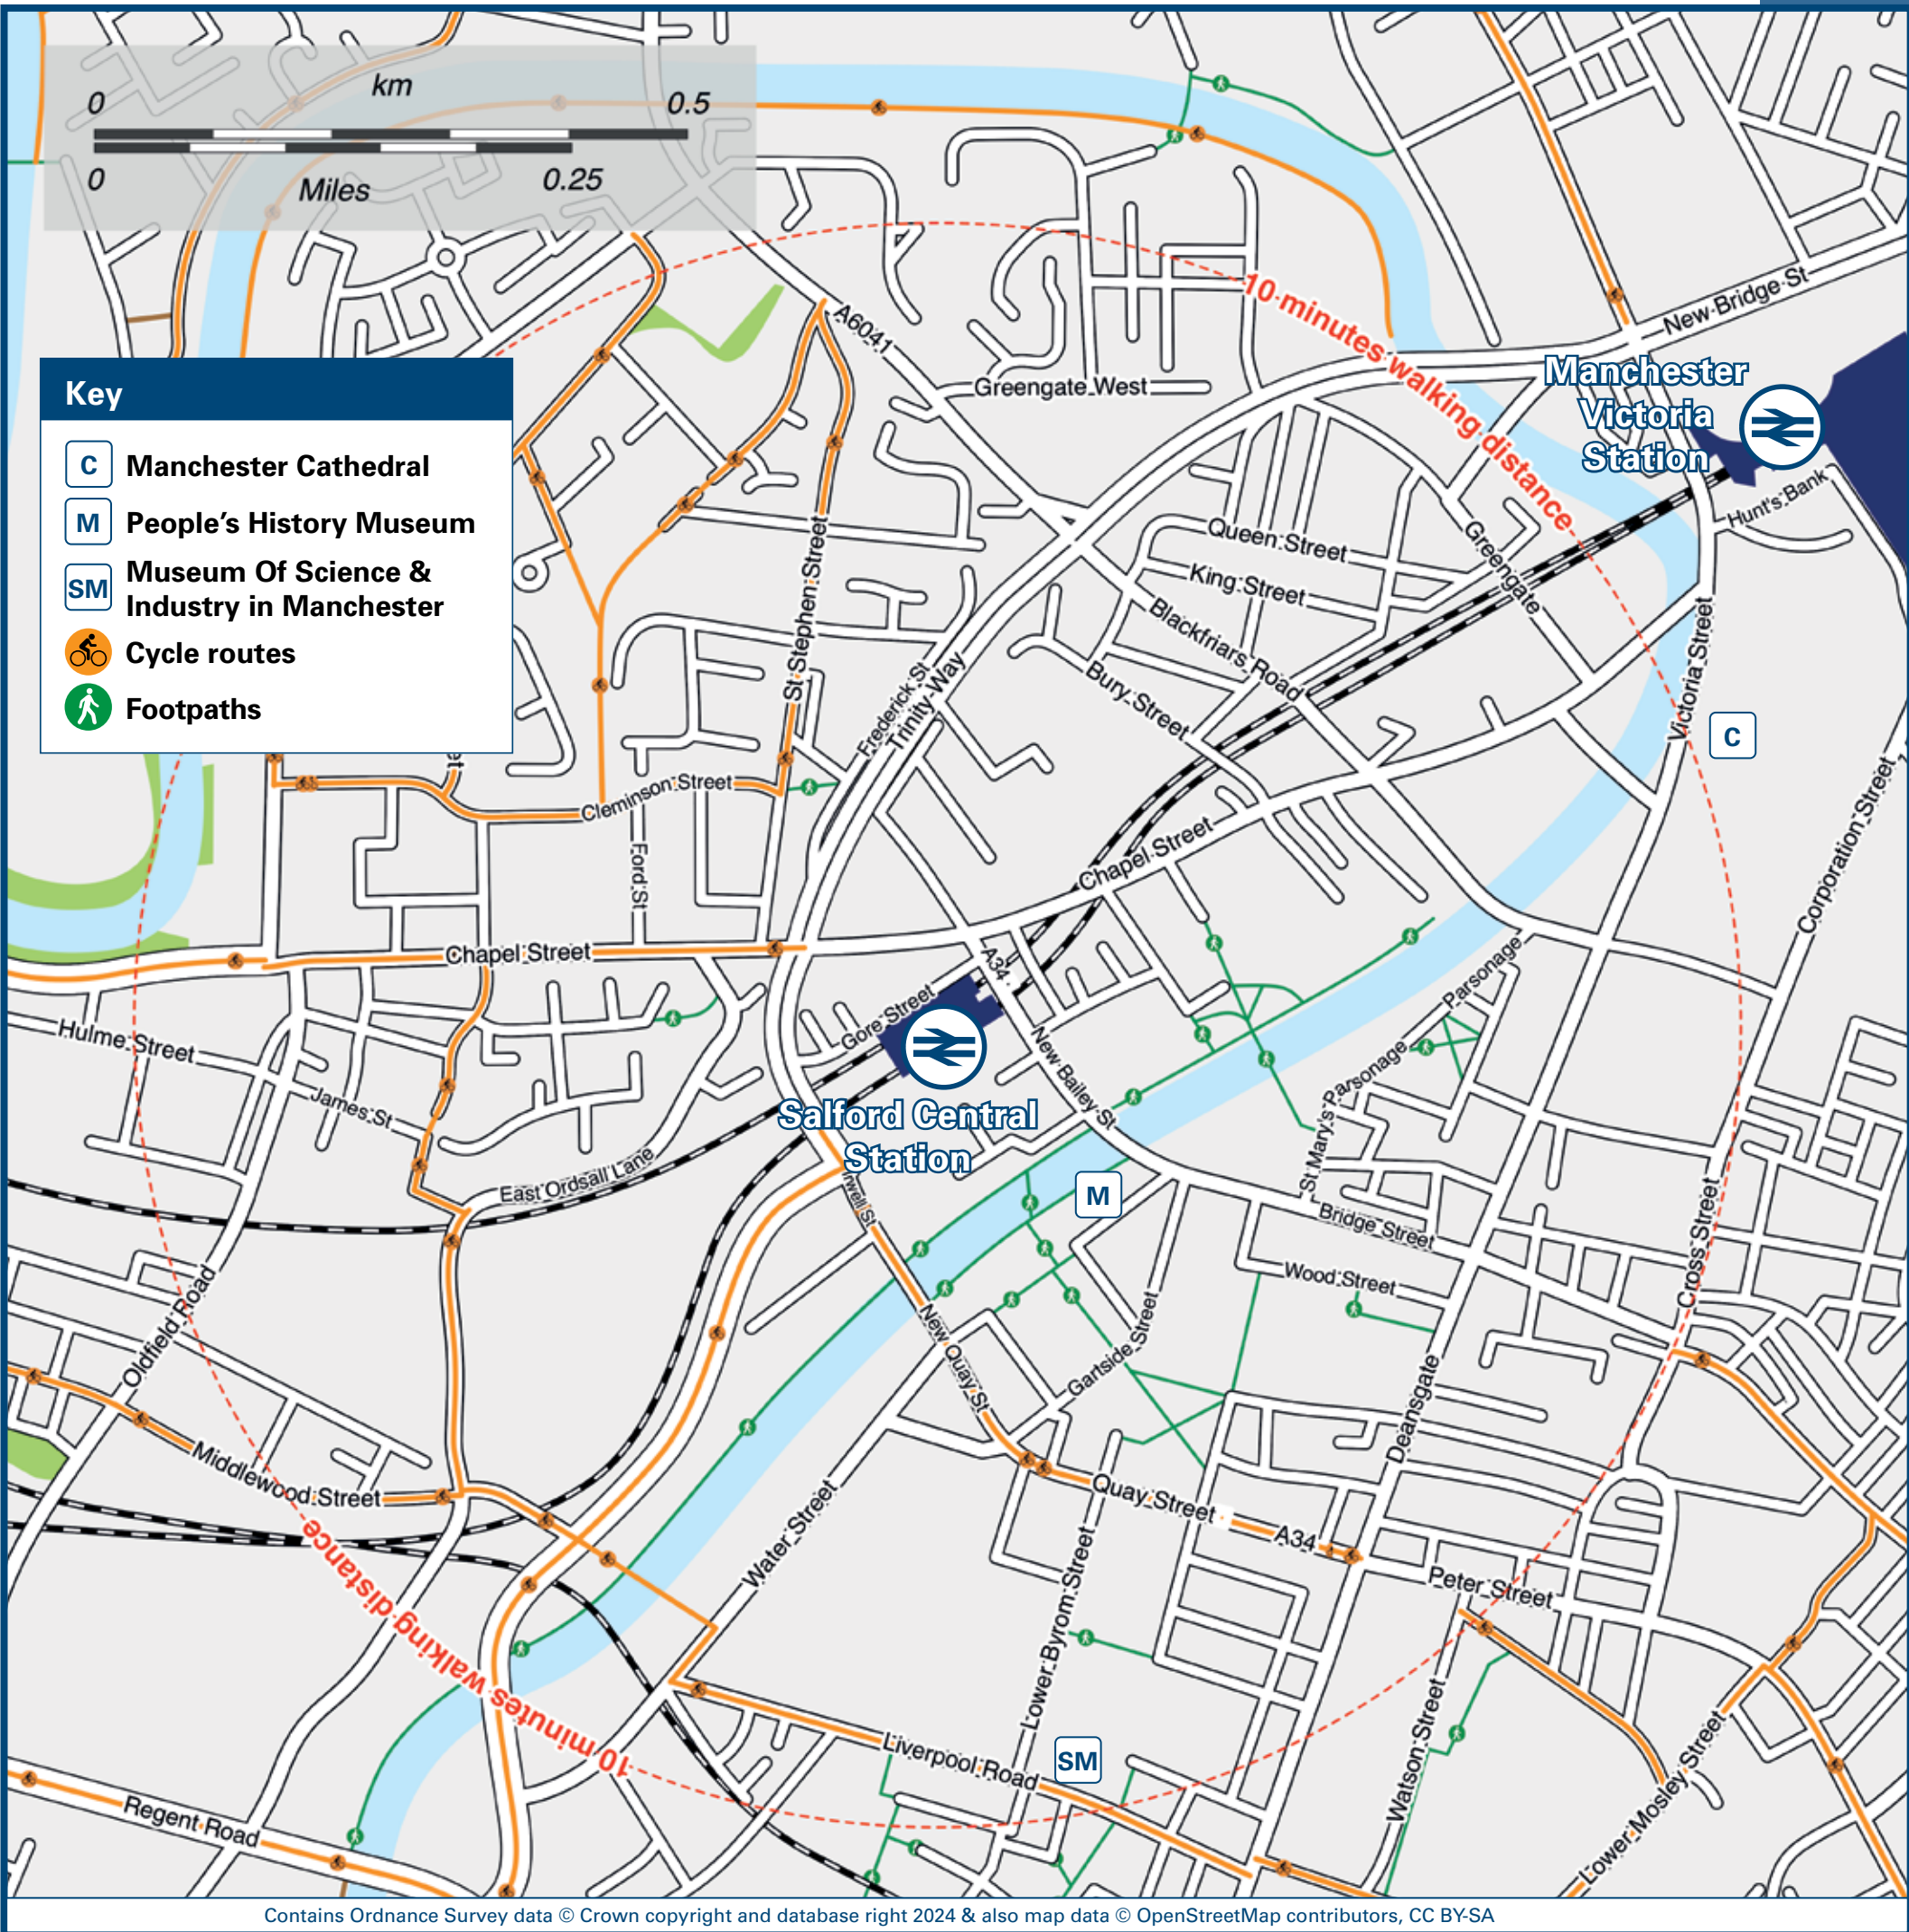 km
0 0.5
0 0.25
Miles
Key
C Manchester Cathedral
M People's History Museum
SM Museum Of Science &
Industry in Manchester
Cycle routes
Footpaths
A6041
Greengate West
10 minutes walking distance
New Bridge St
Manchester
Victoria
Station
Hunt's Bank
Queen Street
King Street
Greengate
Blackfriars Road
Bury Street
St Stephen Street
Frederick St
Trinity Way
Victoria Street
C
Corporation Street
et
Cleminson Street
Ford St
Chapel Street
Chapel Street
A34
Gore Street
Hulme Street
James St
New Bailey St
Parsonage
St Mary's Parsonage
Salford Central
Station
East Ordsall Lane
Irwell St
M
Bridge Street
Wood Street
Cross Street
Oldfield Road
New Quay St
Gartside Street
Deansgate
Middlewood Street
Water Street
Quay Street
A34
Peter Street
Lower Byrom Street
10 minutes walking distance
Liverpool Road
SM
Watson Street
Lower Mosley Street
Regent Road
Contains Ordnance Survey data © Crown copyright and database right 2024 & also map data © OpenStreetMap contributors, CC BY-SA